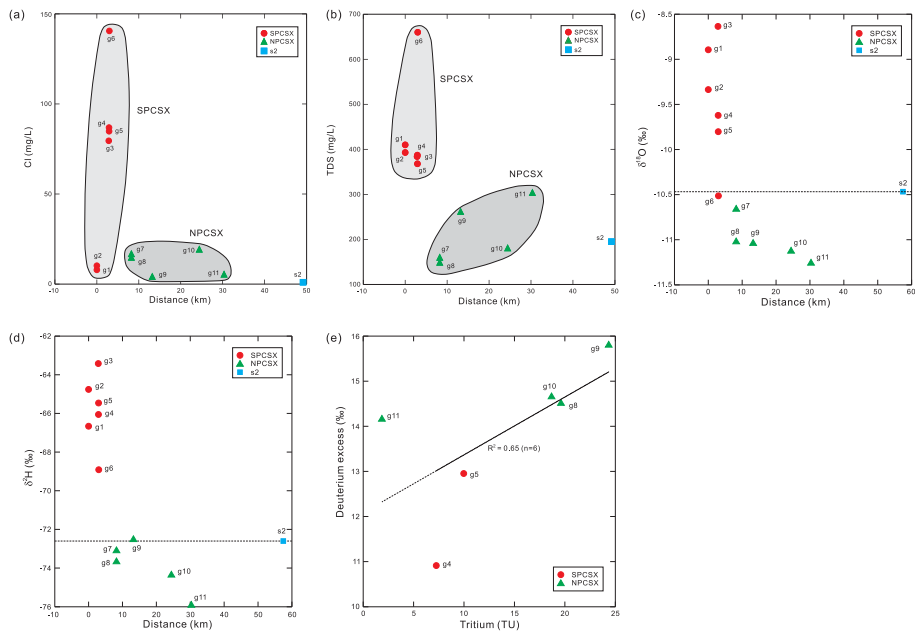 (a)
150
100
50
0
Cl (mg/L)
0
10
20
30
40
50
Distance (km)
SPCSX
NPCSX
s2
g6
SPCSX
g4
g5
g3
g2
g1
NPCSX
g7
g8
g9
g10
g11
s2
(b)
700
600
500
400
300
200
100
TDS (mg/L)
0
10
20
30
40
50
Distance (km)
SPCSX
NPCSX
s2
g6
SPCSX
g1
g2
g4
g3
g5
NPCSX
g11
g9
g10
g7
g8
s2
(c)
-8.5
-9
-9.5
-10
-10.5
-11
-11.5
δ18O (‰)
0
10
20
30
40
50
60
Distance (km)
SPCSX
NPCSX
s2
g3
g1
g2
g4
g5
g6
s2
g7
g8
g9
g10
g11
(d)
-62
-64
-66
-68
-70
-72
-74
-76
δ2H (‰)
0
10
20
30
40
50
60
Distance (km)
SPCSX
NPCSX
s2
g3
g2
g5
g4
g1
g6
s2
g7
g9
g8
g10
g11
(e)
16
15
14
13
12
11
10
Deuterium excess (‰)
0
5
10
15
20
25
Tritium (TU)
g9
g10
g8
g11
R2 = 0.65 (n=6)
g5
g4
SPCSX
NPCSX